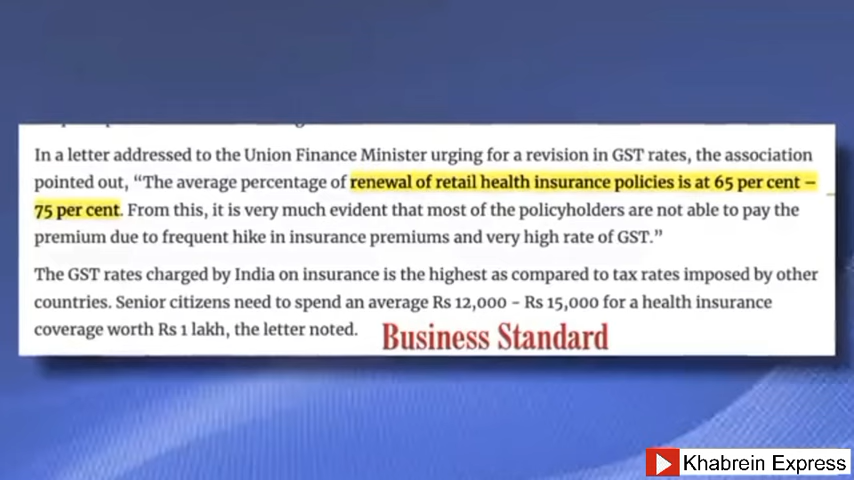 In a letter addressed to the Union Finance Minister urging for a revision in GST rates, the association
pointed out, “The average percentage of renewal of retail health insurance policies is at 65 per cent –
75 per cent. From this, it is very much evident that most of the policyholders are not able to pay the
premium due to frequent hike in insurance premiums and very high rate of GST.”
The GST rates charged by India on insurance is the highest as compared to tax rates imposed by other
countries. Senior citizens need to spend an average Rs 12,000 - Rs 15,000 for a health insurance
coverage worth Rs 1 lakh, the letter noted.
Business Standard
Khabrein Express